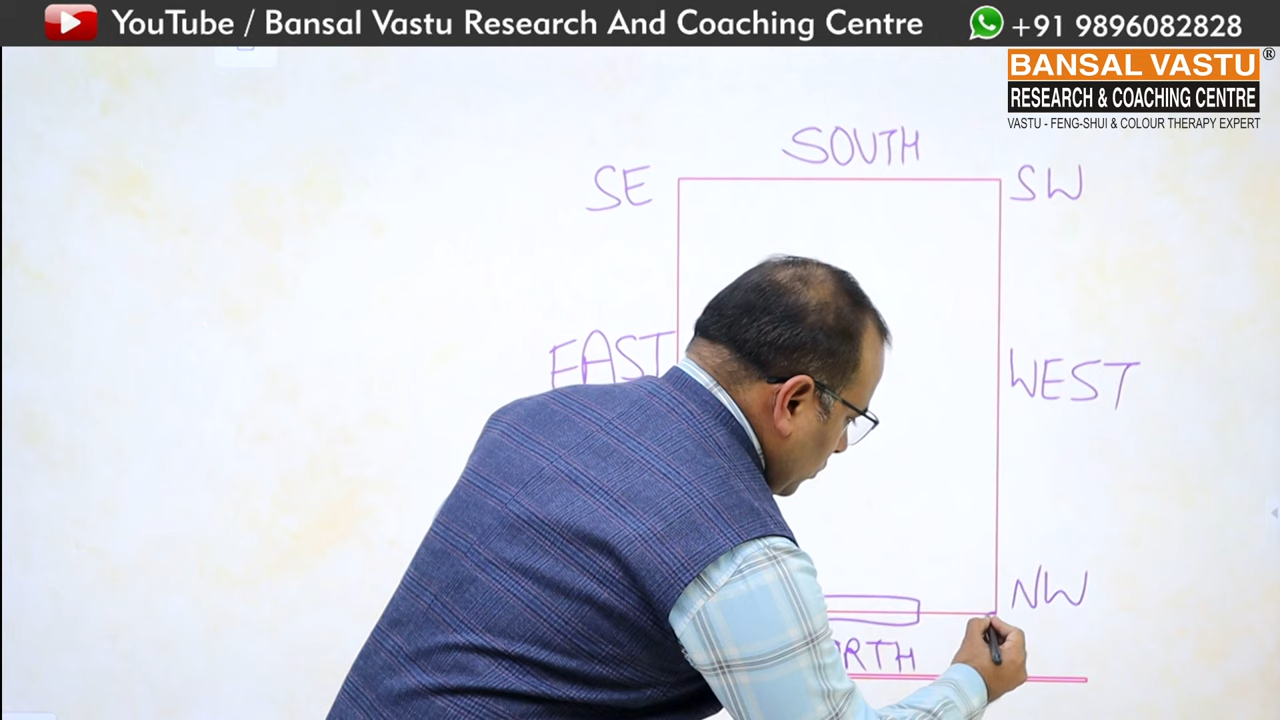 YouTube / Bansal Vastu Research And Coaching Centre
+91 9896082828
BANSAL VASTU®
RESEARCH & COACHING CENTRE
VASTU - FENG-SHUI & COLOUR THERAPY EXPERT
SOUTH
SE
SW
EAST
WEST
NW